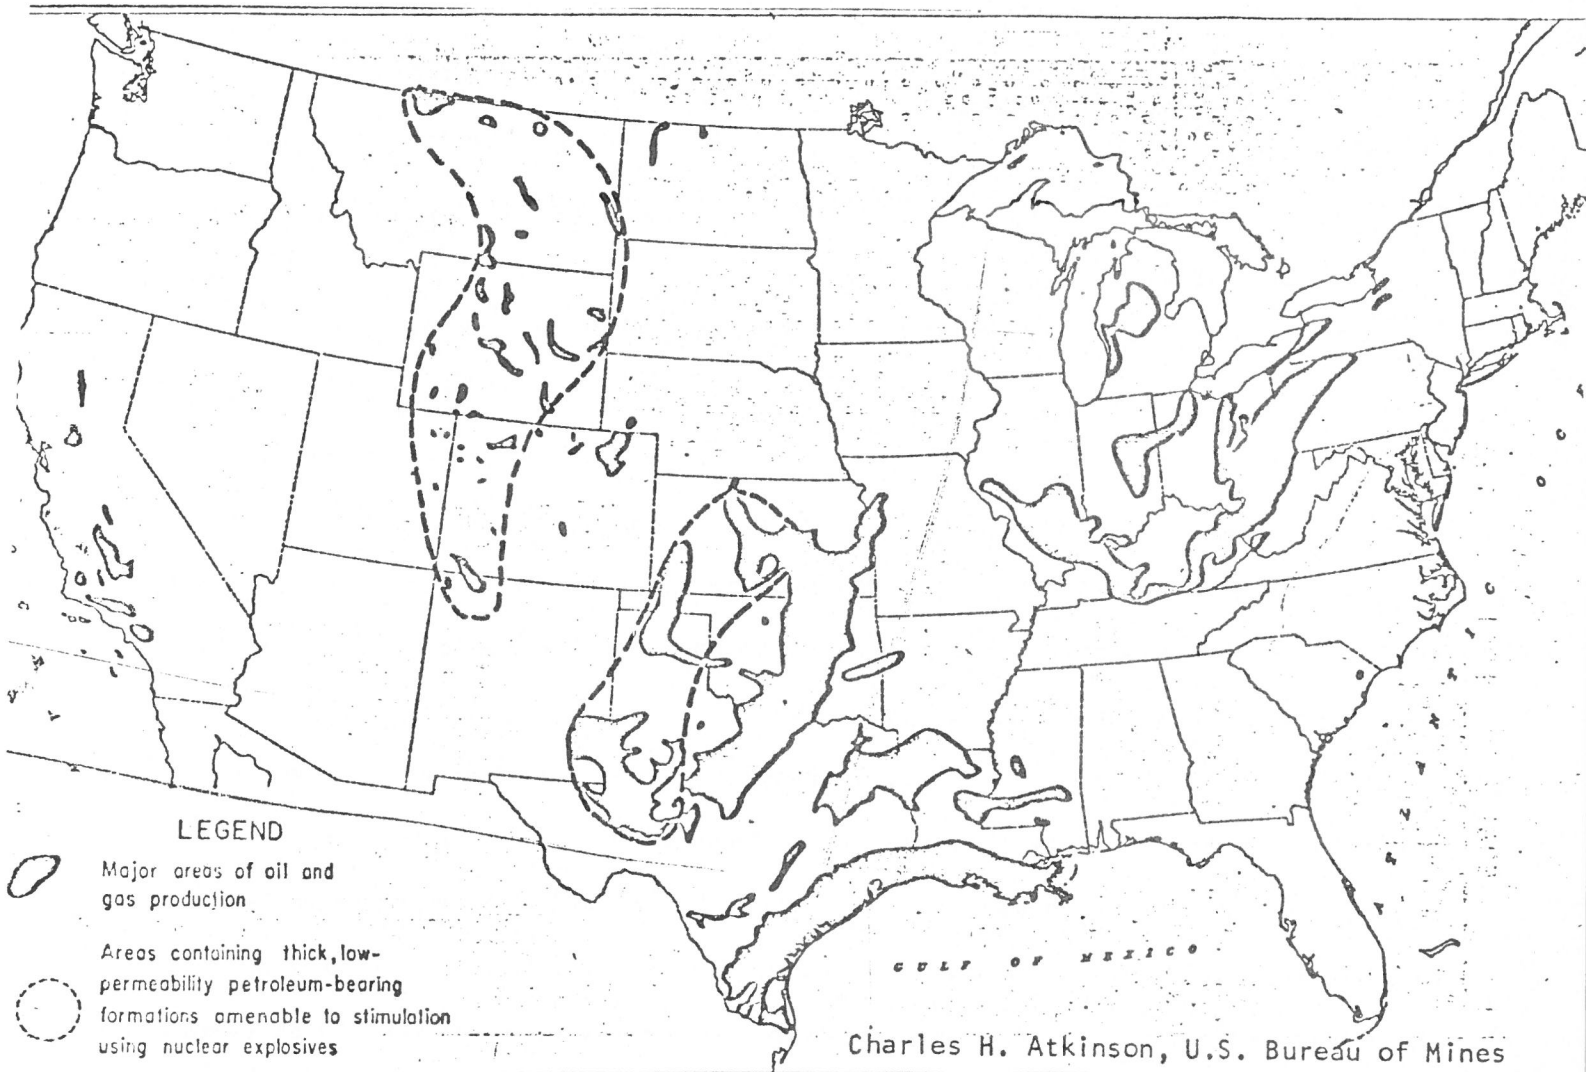 GULF OF MEXICO
LEGEND
Major areas of oil and
gas production
Areas containing thick, low-
permeability petroleum-bearing
formations amenable to stimulation
using nuclear explosives
Charles H. Atkinson, U.S. Bureau of Mines